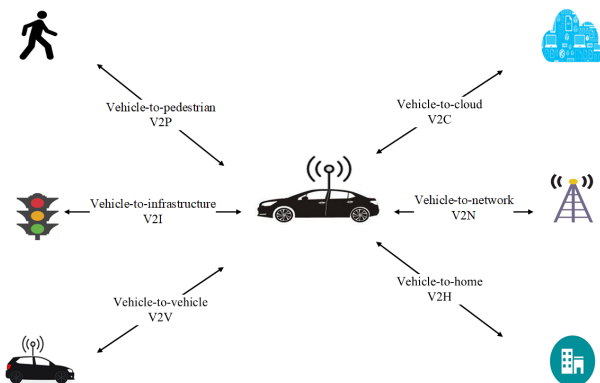 Vehicle-to-pedestrian
V2P
Vehicle-to-cloud
V2C
Vehicle-to-infrastructure
V2I
Vehicle-to-network
V2N
Vehicle-to-vehicle
V2V
Vehicle-to-home
V2H